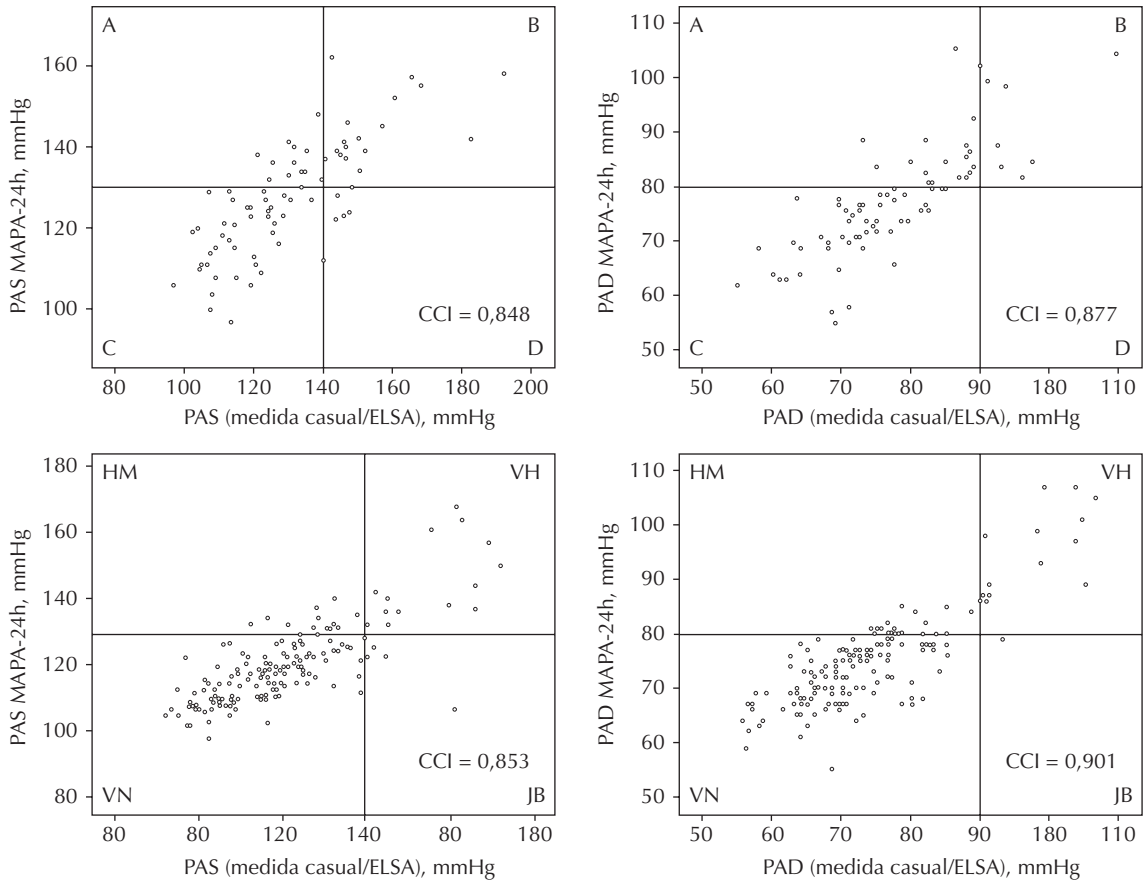 A B
160
140
120
100
PAS MAPA-24h, mmHg
CCI = 0,848
C D
80 100 120 140 160 180 200
PAS (medida casual/ELSA), mmHg
A B
110
100
90
80
70
60
50
PAD MAPA-24h, mmHg
CCI = 0,877
C D
50 60 70 80 90 180 110
PAD (medida casual/ELSA), mmHg
HM VH
180
160
140
120
100
80
PAS MAPA-24h, mmHg
CCI = 0,853
VN JB
80 80 120 140 80 180
PAS (medida casual/ELSA), mmHg
HM VH
110
100
90
80
70
60
50
PAD MAPA-24h, mmHg
CCI = 0,901
VN JB
50 60 70 80 90 180 110
PAD (medida casual/ELSA), mmHg